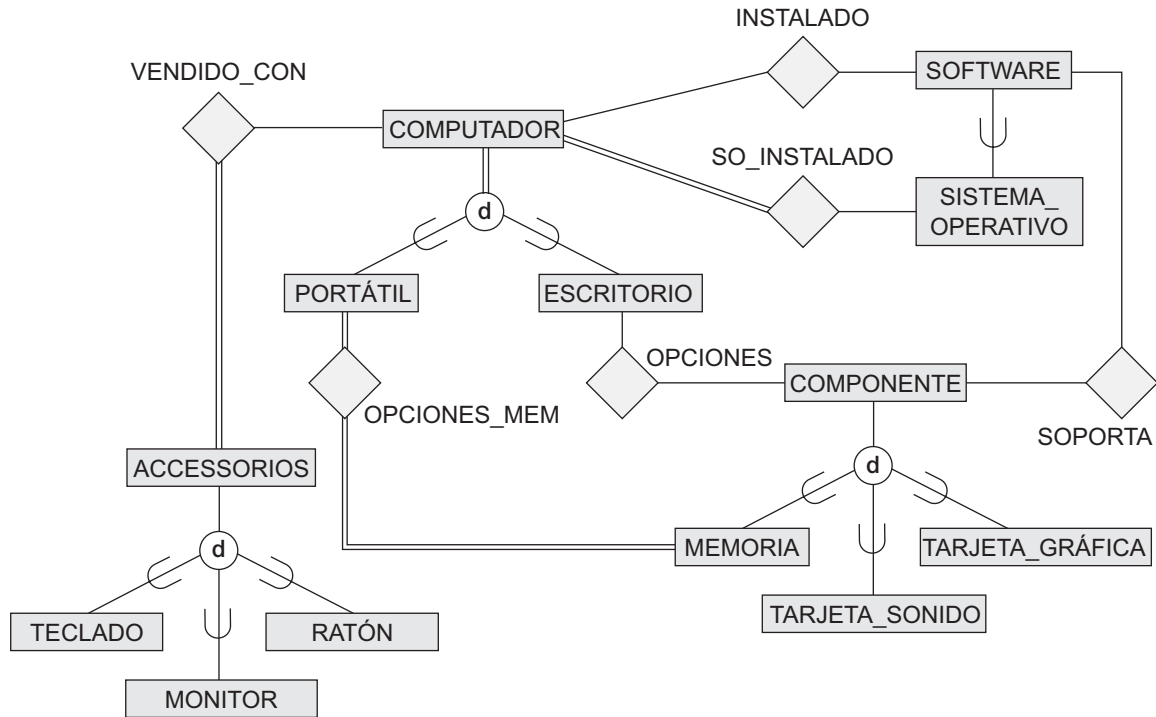 INSTALADO
VENDIDO_CON
SOFTWARE
COMPUTADOR
SO_INSTALADO
SISTEMA_
OPERATIVO
d
PORTÁTIL
ESCRITORIO
OPCIONES
COMPONENTE
OPCIONES_MEM
SOPORTA
ACCESSORIOS
d
MEMORIA
TARJETA_GRÁFICA
d
TARJETA_SONIDO
TECLADO
RATÓN
MONITOR